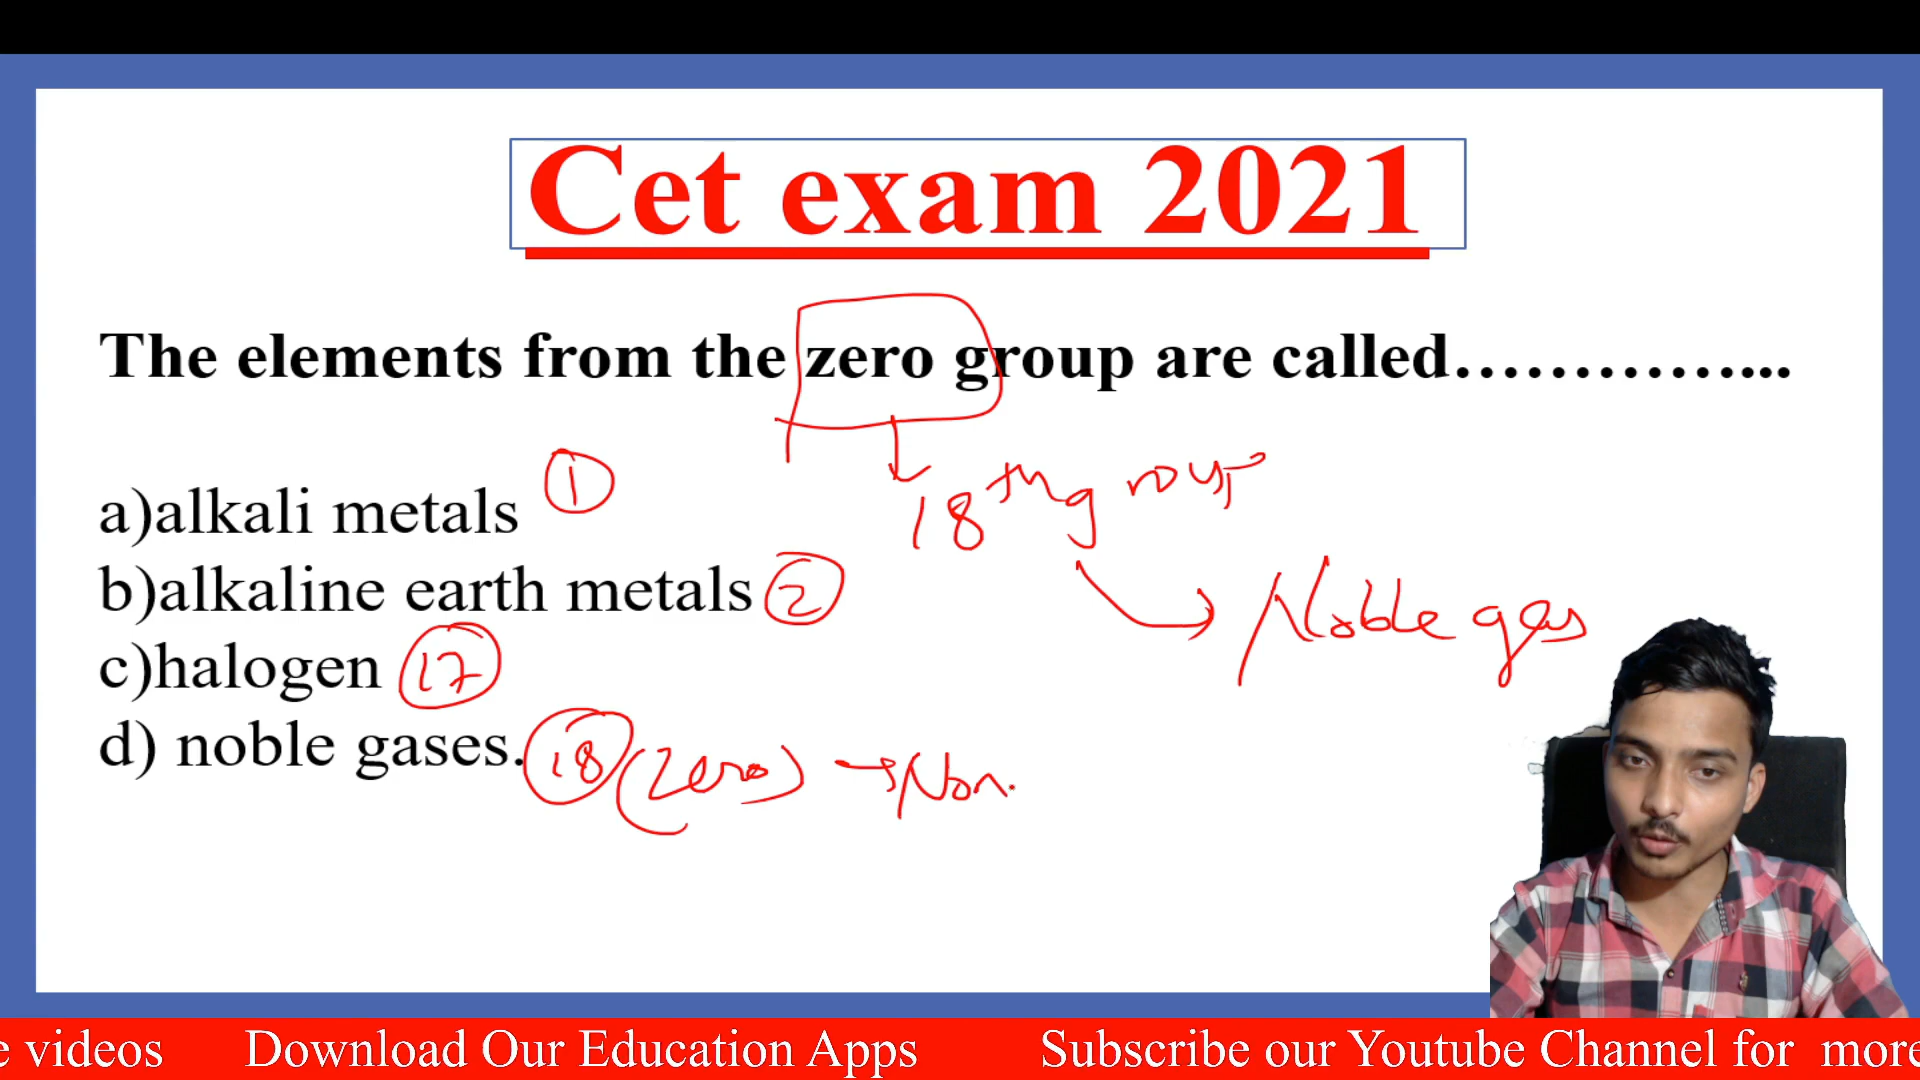 Cet exam 2021
The elements from the zero group are called…………...
a)alkali metals 1
18th group
b)alkaline earth metals 2
Noble gas
c)halogen 17
d) noble gases. 18 (Zero) → Non.
e videos Download Our Education Apps Subscribe our Youtube Channel for more